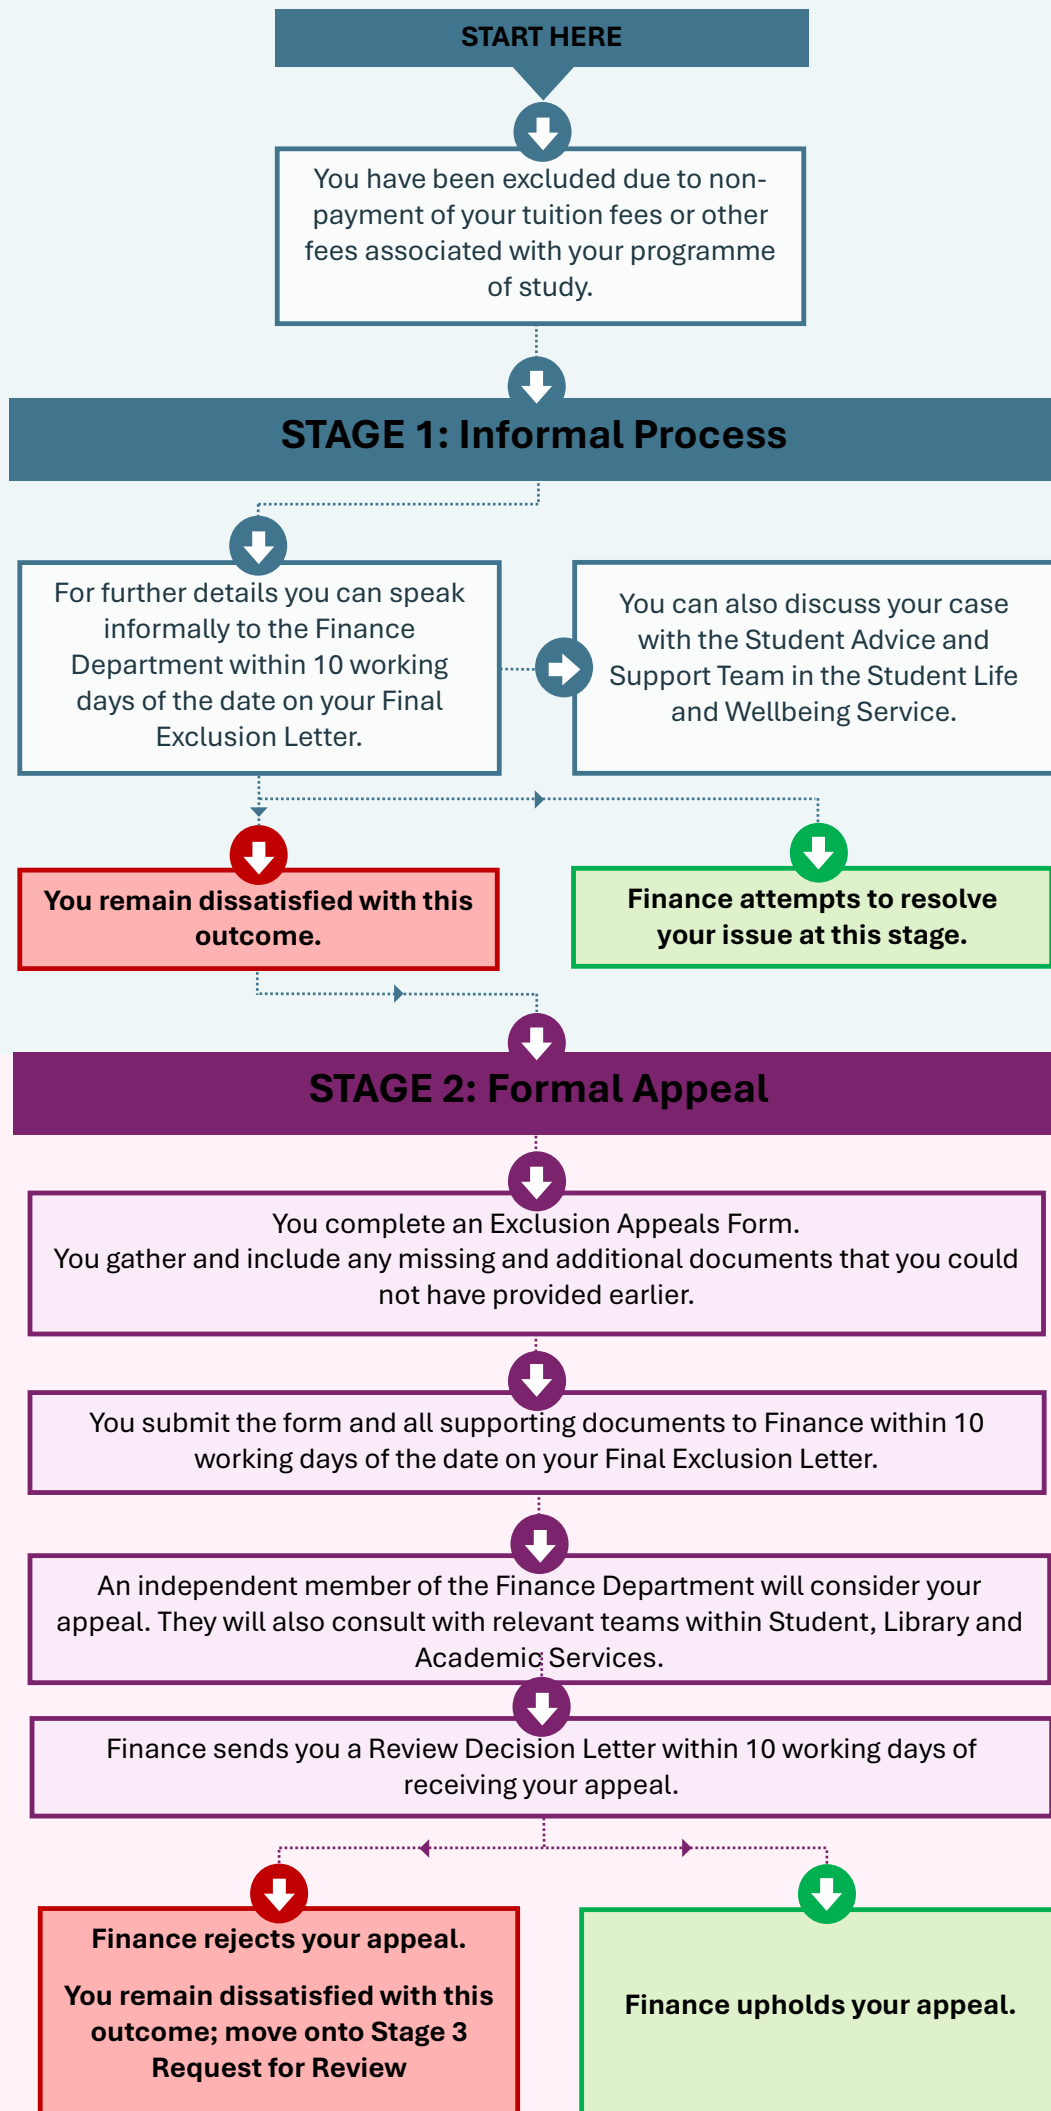 START HERE
You have been excluded due to non-
payment of your tuition fees or other
fees associated with your programme
of study.
STAGE 1: Informal Process
For further details you can speak
informally to the Finance
Department within 10 working
days of the date on your Final
Exclusion Letter.
You can also discuss your case
with the Student Advice and
Support Team in the Student Life
and Wellbeing Service.
You remain dissatisfied with this
outcome.
Finance attempts to resolve
your issue at this stage.
STAGE 2: Formal Appeal
You complete an Exclusion Appeals Form.
You gather and include any missing and additional documents that you could
not have provided earlier.
You submit the form and all supporting documents to Finance within 10
working days of the date on your Final Exclusion Letter.
An independent member of the Finance Department will consider your
appeal. They will also consult with relevant teams within Student, Library and
Academic Services.
Finance sends you a Review Decision Letter within 10 working days of
receiving your appeal.
Finance rejects your appeal.
You remain dissatisfied with this
outcome; move onto Stage 3
Request for Review
Finance upholds your appeal.